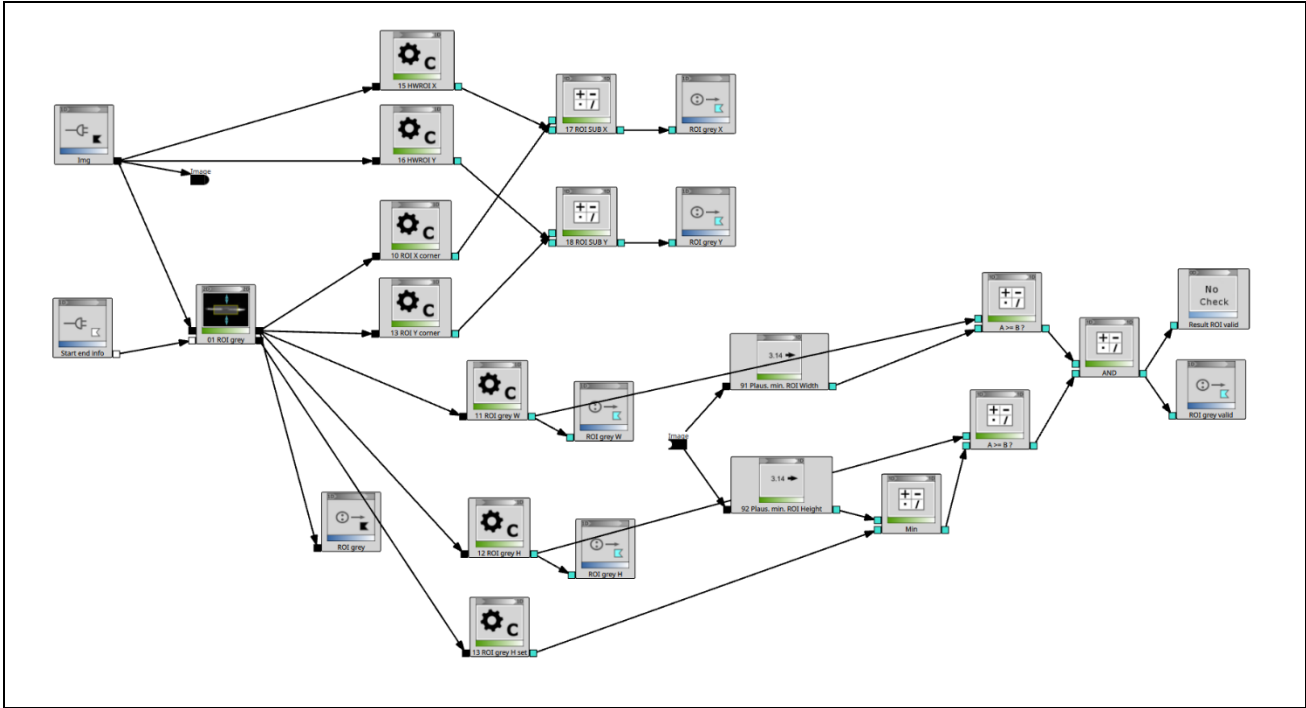 C
15 HWROI X
+ -
· /
17 ROI SUB X
ROI grey X
Img
C
16 HWROI Y
Image
C
10 ROI X corner
+ -
· /
18 ROI SUB Y
ROI grey Y
Start end info
01 ROI grey
C
13 ROI Y corner
+ -
· /
A >= B ?
No
Check
Result ROI valid
+ -
· /
AND
3.14
91 Plaus. min. ROI Width
C
11 ROI grey W
ROI grey W
ROI grey valid
+ -
· /
A >= B ?
Image
3.14
92 Plaus. min. ROI Height
+ -
· /
Min
ROI grey
C
12 ROI grey H
ROI grey H
C
13 ROI grey H set